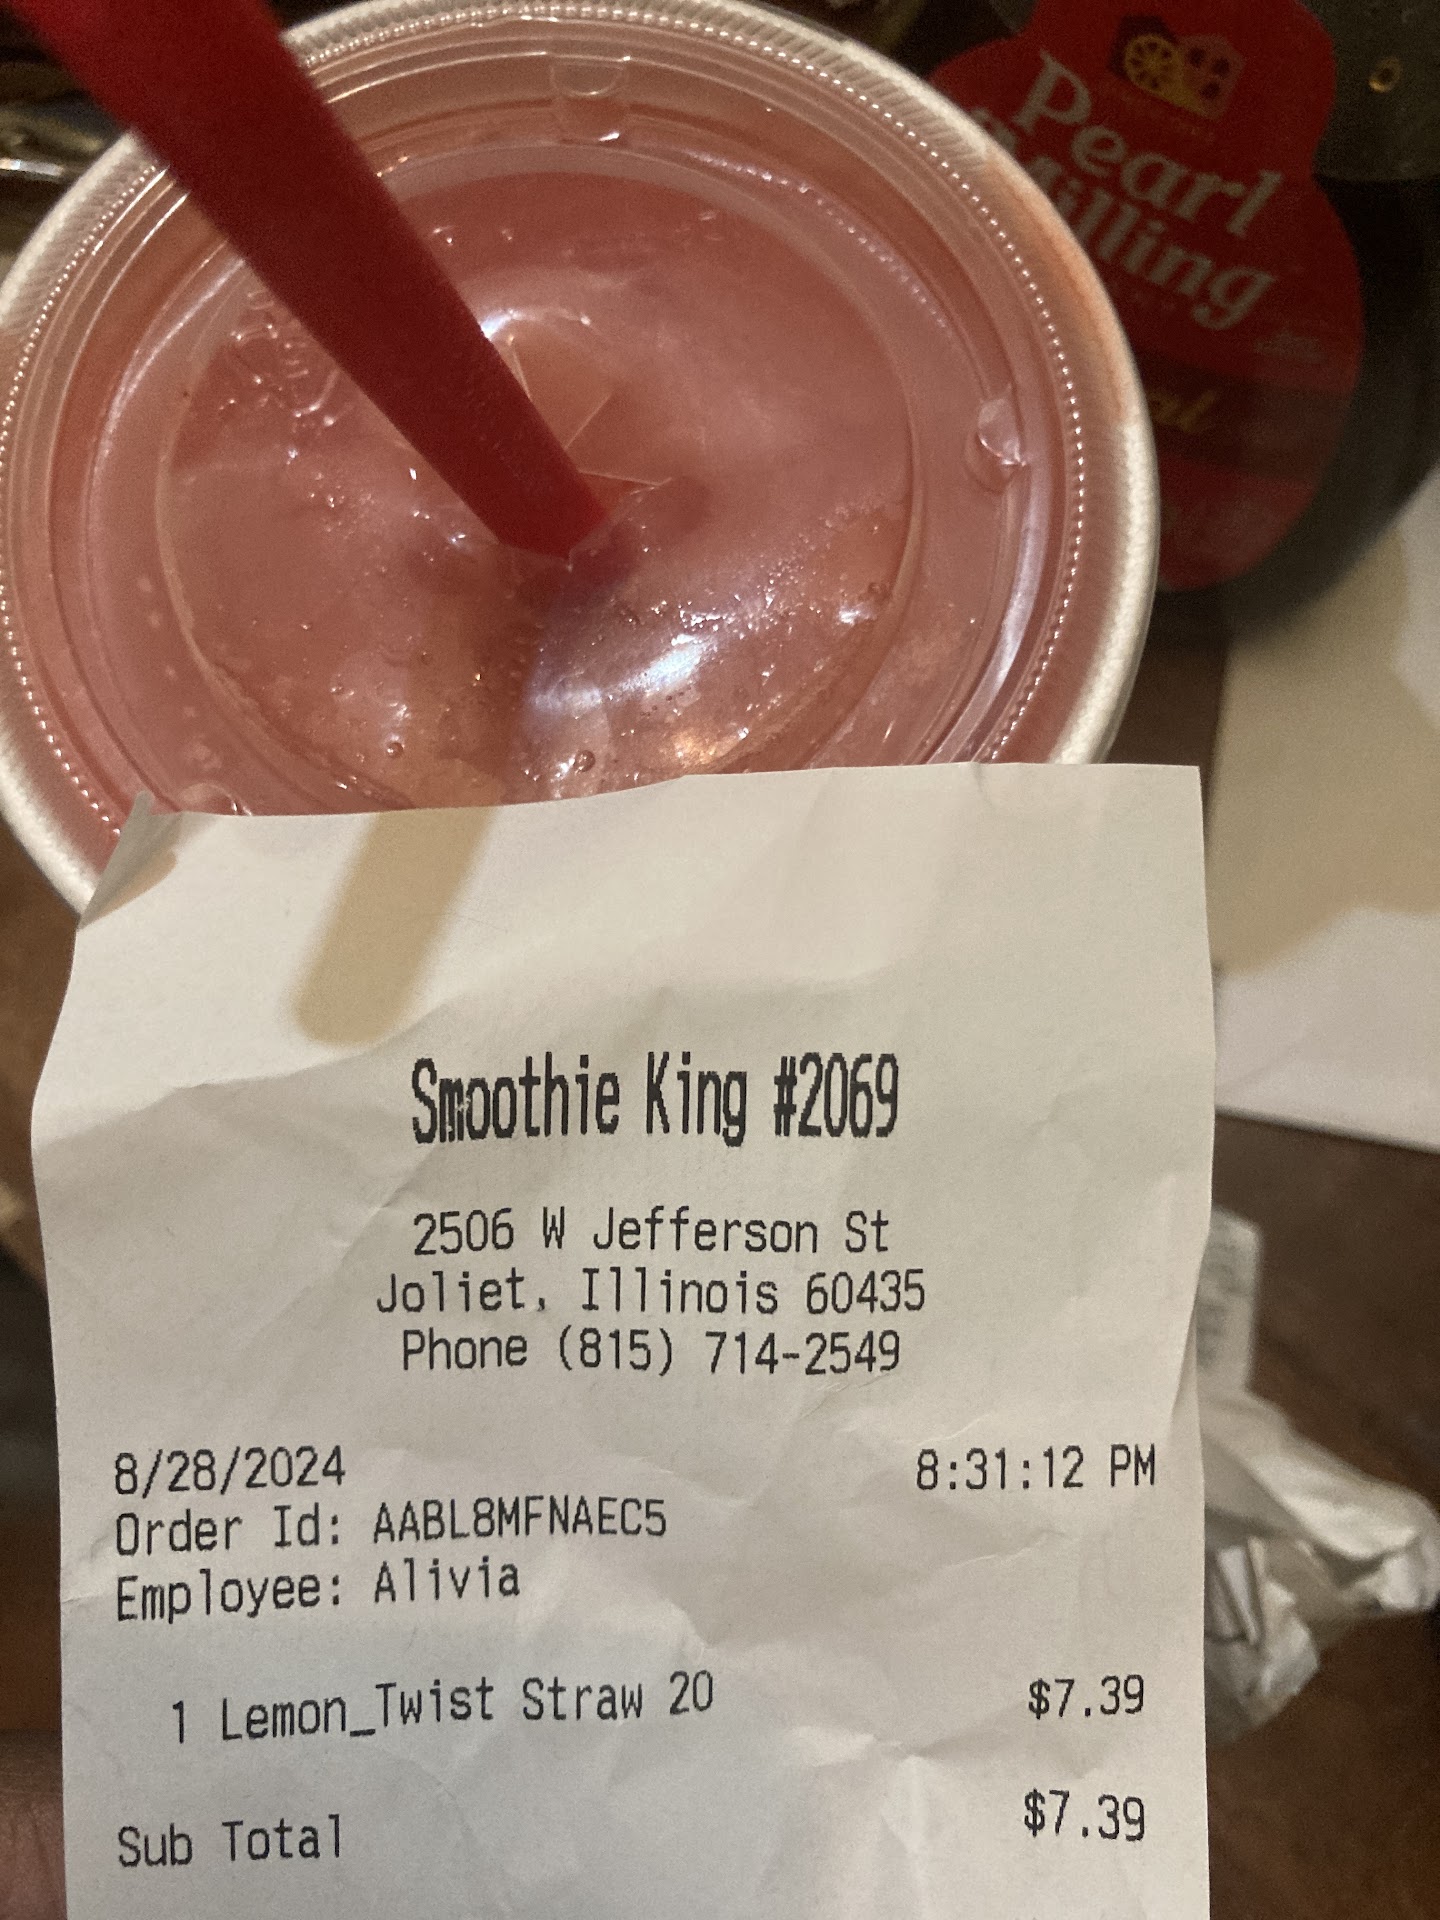 Pearl
Milling
Smoothie King #2069
2506 W Jefferson St
Joliet, Illinois 60435
Phone (815) 714-2549
8/28/2024 8:31:12 PM
Order Id: AABL8MFNAEC5
Employee: Alivia
1 Lemon_Twist Straw 20 $7.39
Sub Total $7.39